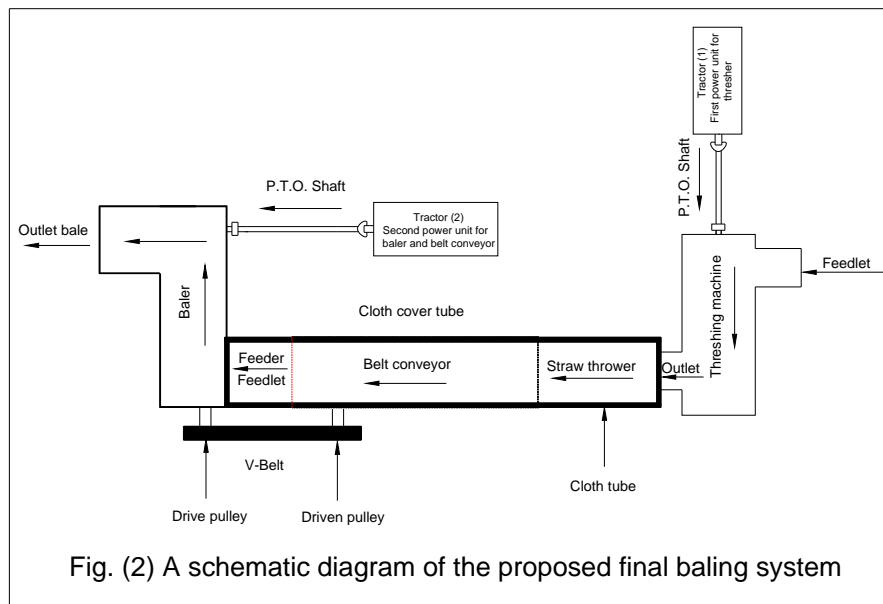 Tractor (1)
First power unit for
thresher
P.T.O. Shaft
P.T.O. Shaft
Tractor (2)
Second power unit for
baler and belt conveyor
Outlet bale
Feedlet
Baler
Threshing machine
Cloth cover tube
Feeder
Feedlet
Belt conveyor
Straw thrower
Outlet
V-Belt
Cloth tube
Drive pulley
Driven pulley
Fig. (2) A schematic diagram of the proposed final baling system